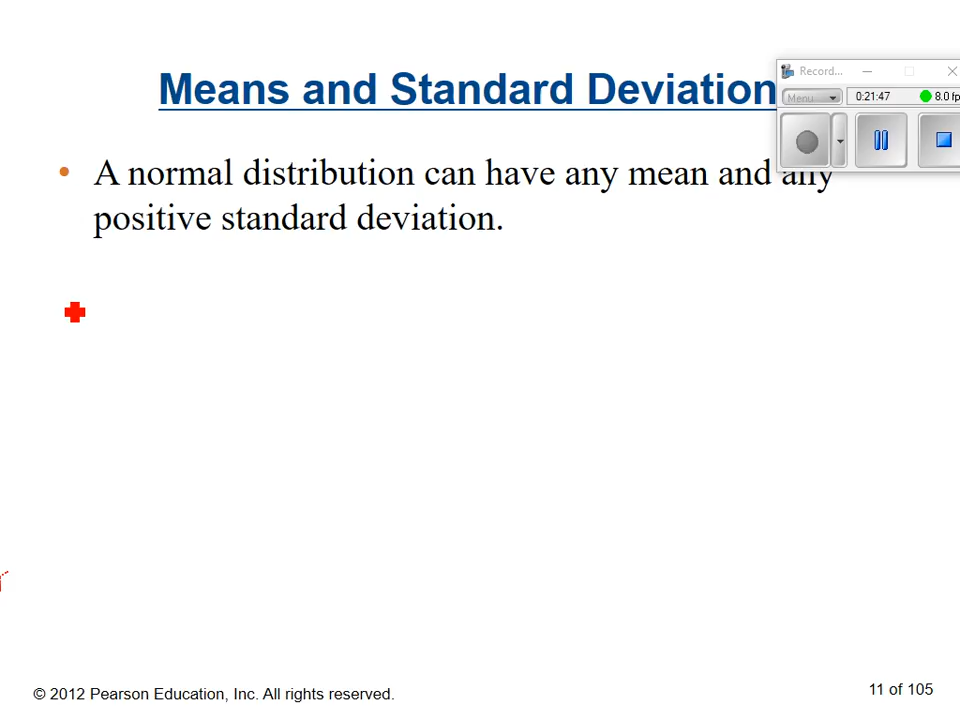 Means and Standard Deviation
Record...
Menu
0:21:47
8.0 fp
• A normal distribution can have any mean and any
positive standard deviation.
© 2012 Pearson Education, Inc. All rights reserved.
11 of 105